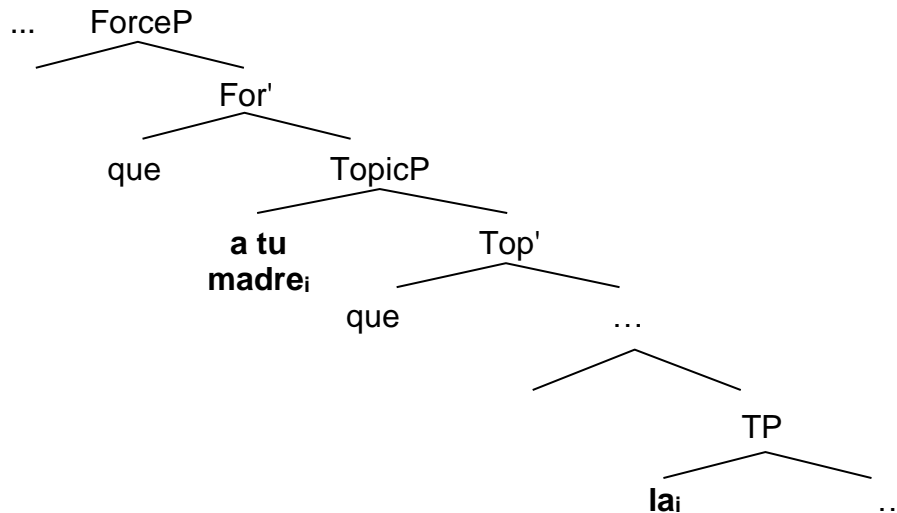 ... ForceP
For'
que TopicP
a tu
madreᵢ
Top'
que …
TP
laᵢ ..